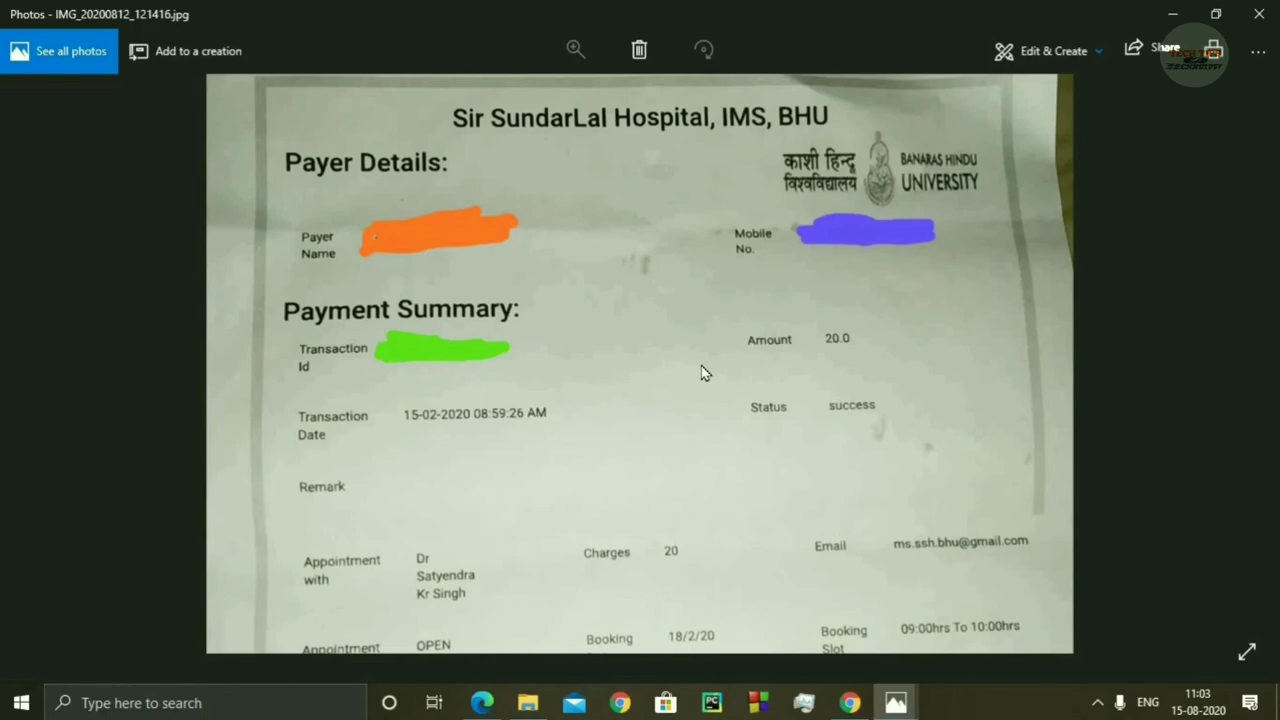 Photos - IMG_20200812_121416.jpg
See all photos
Add to a creation
Edit & Create
Share
Sir SundarLal Hospital, IMS, BHU
Payer Details:
काशी हिन्दू
विश्वविद्यालय
BANARAS HINDU
UNIVERSITY
Payer
Name
Mobile
No.
Payment Summary:
Transaction
Id
Amount 20.0
Transaction
Date
15-02-2020 08:59:26 AM
Status success
Remark
Appointment
with
Dr
Satyendra
Kr Singh
Charges 20
Email ms.ssh.bhu@gmail.com
Appointment OPEN
Booking 18/2/20
Booking
Slot
09:00hrs To 10:00hrs
Type here to search
ENG
11:03
15-08-2020